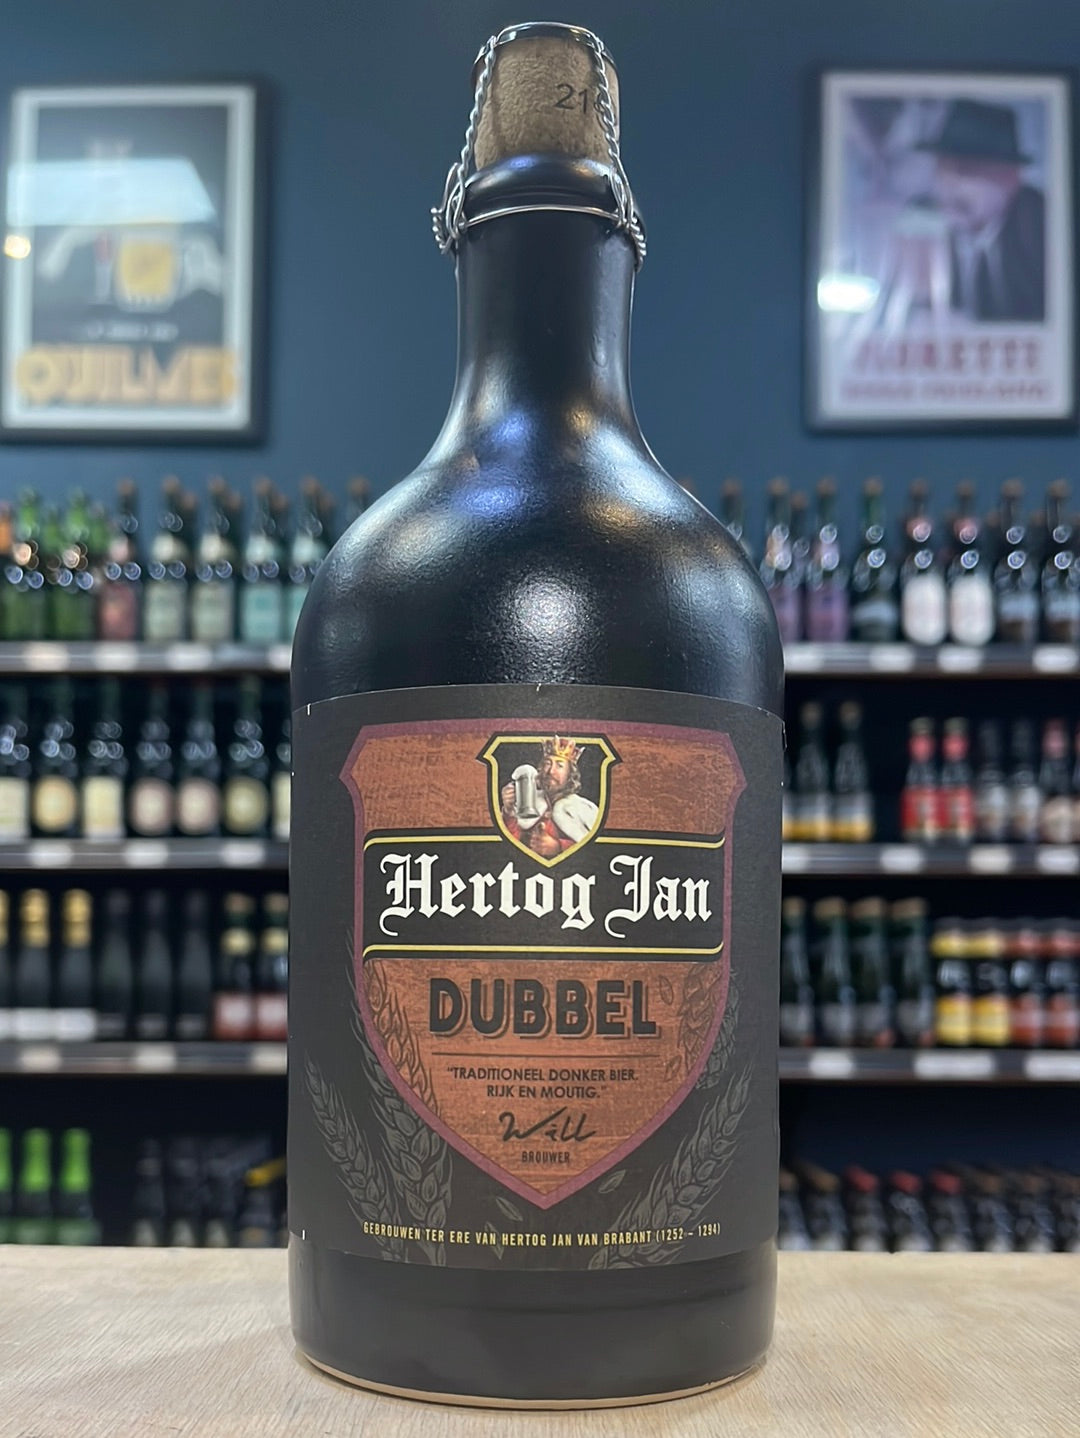 QUILMES
Hertog Jan
DUBBEL
"TRADITIONEEL DONKER BIER.
RIJK EN MOUTIG."
Will
BROUWER
GEBROUWEN TER ERE VAN HERTOG JAN VAN BRABANT (1252 – 1294)